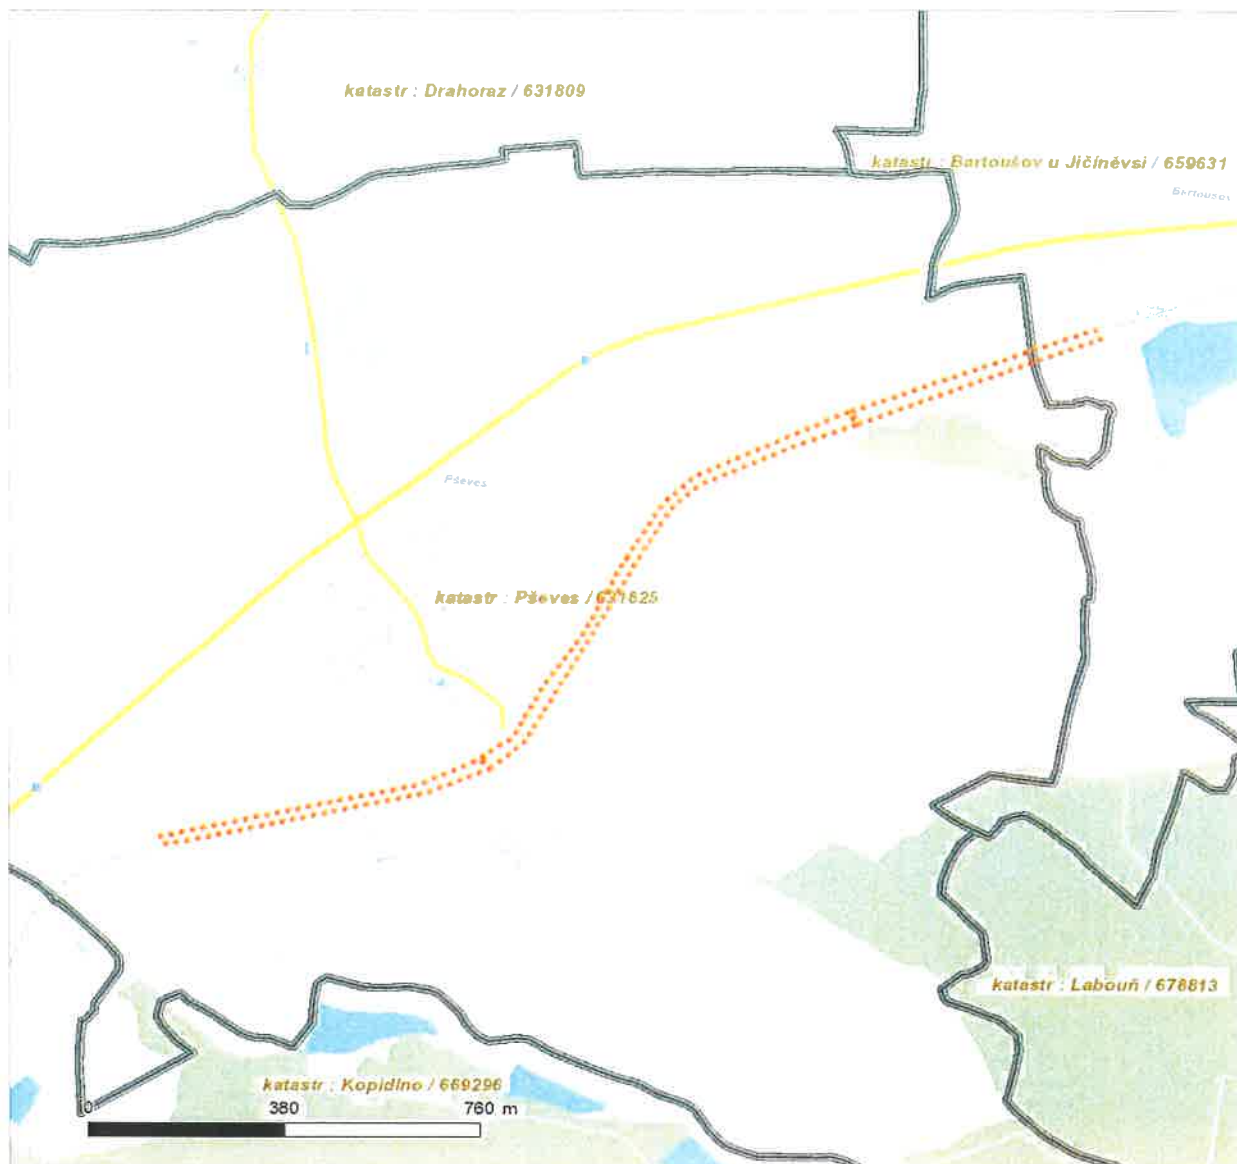 katastr : Drahoraz / 631809
katastr : Bartoušov u Jičíněvsi / 659631
Bartousov
Pševes
katastr : Pševes / 631825
katastr : Labouň / 678813
katastr : Kopidlno / 669296
0 380 760 m